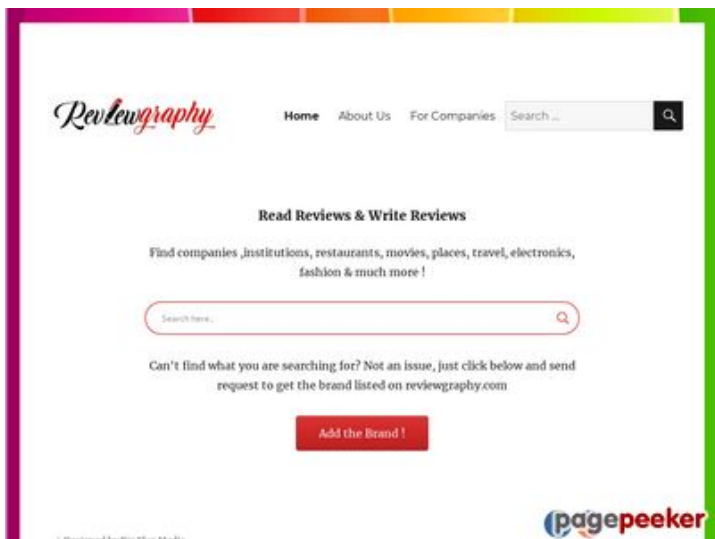 Reviewgraphy
Home About Us For Companies Search ...
Read Reviews & Write Reviews
Find companies ,institutions, restaurants, movies, places, travel, electronics,
fashion & much more !
Search here..
Can't find what you are searching for? Not an issue, just click below and send
request to get the brand listed on reviewgraphy.com
Add the Brand !
pagepeeker